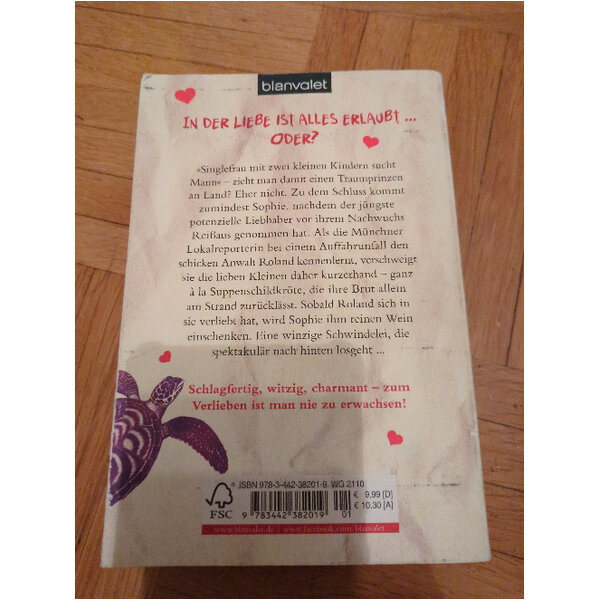 blanvalet
IN DER LIEBE IST ALLES ERLAUBT ...
ODER?
»Singlefrau mit zwei kleinen Kindern sucht
Mann« – zieht man damit einen Traumprinzen
an Land? Eher nicht. Zu dem Schluss kommt
zumindest Sophie, nachdem der jüngste
potenzielle Liebhaber vor ihrem Nachwuchs
Reißaus genommen hat. Als die Münchner
Lokalreporterin bei einem Auffahrunfall den
schicken Anwalt Roland kennenlernt, verschweigt
sie die lieben Kleinen daher kurzerhand – ganz
à la Suppenschildkröte, die ihre Brut allein
am Strand zurücklässt. Sobald Roland sich in
sie verliebt hat, wird Sophie ihm reinen Wein
einschenken. Eine winzige Schwindelei, die
spektakulär nach hinten losgeht ...
Schlagfertig, witzig, charmant – zum
Verlieben ist man nie zu erwachsen!
ISBN 978-3-442-38201-9 WG 2110
€ 9,99 [D]
€ 10,30 [A]
FSC
9 783442 382019 01
www.blanvalet.de | www.facebook.com/blanvalet